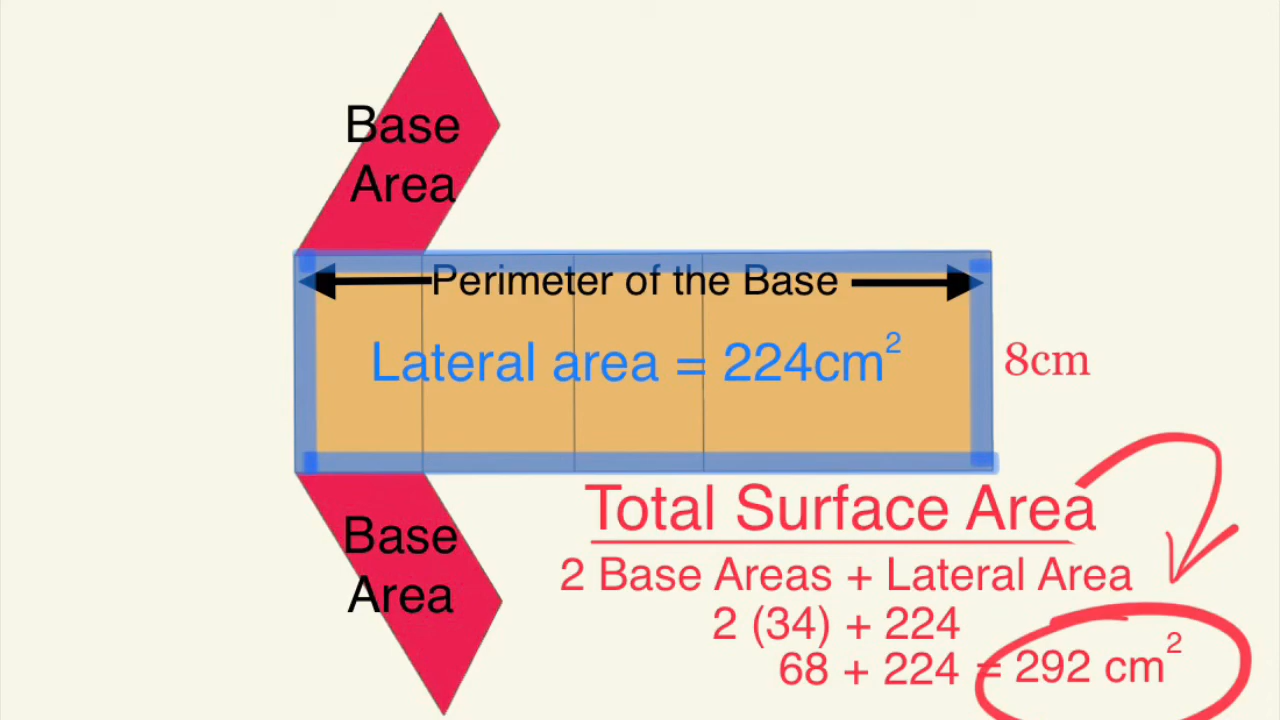 Base
Area
Perimeter of the Base
Lateral area = 224cm²
8cm
Base
Area
Total Surface Area
2 Base Areas + Lateral Area
2 (34) + 224
68 + 224 = 292 cm²